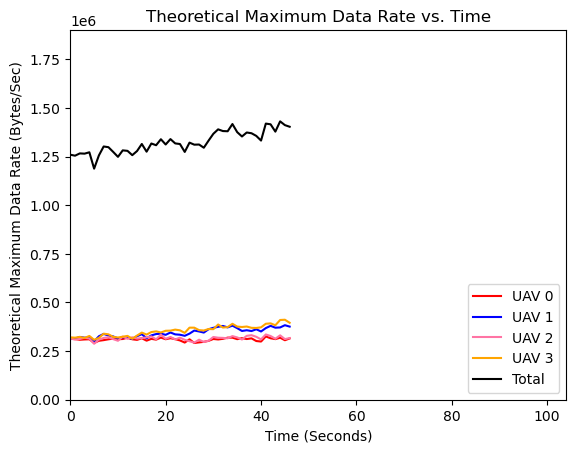 Theoretical Maximum Data Rate vs. Time
1e6
Theoretical Maximum Data Rate (Bytes/Sec)
1.75
1.50
1.25
1.00
0.75
0.50
0.25
0.00
0 20 40 60 80 100
Time (Seconds)
UAV 0
UAV 1
UAV 2
UAV 3
Total